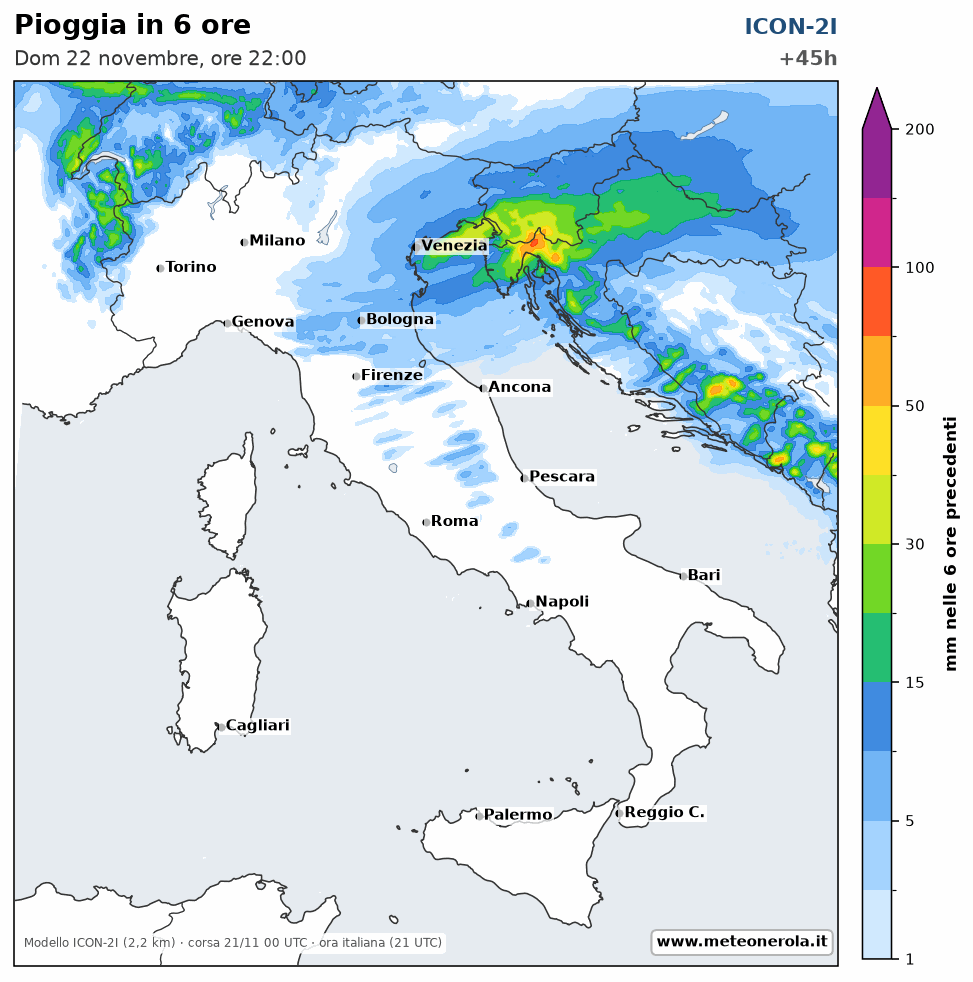 Pioggia in 6 ore
ICON-2I
Dom 22 novembre, ore 22:00
+45h
200
100
50
30
15
5
1
mm nelle 6 ore precedenti
Milano
Venezia
Torino
Genova
Bologna
Firenze
Ancona
Pescara
Roma
Bari
Napoli
Cagliari
Palermo
Reggio C.
Modello ICON-2I (2,2 km) · corsa 21/11 00 UTC · ora italiana (21 UTC)
www.meteonerola.it